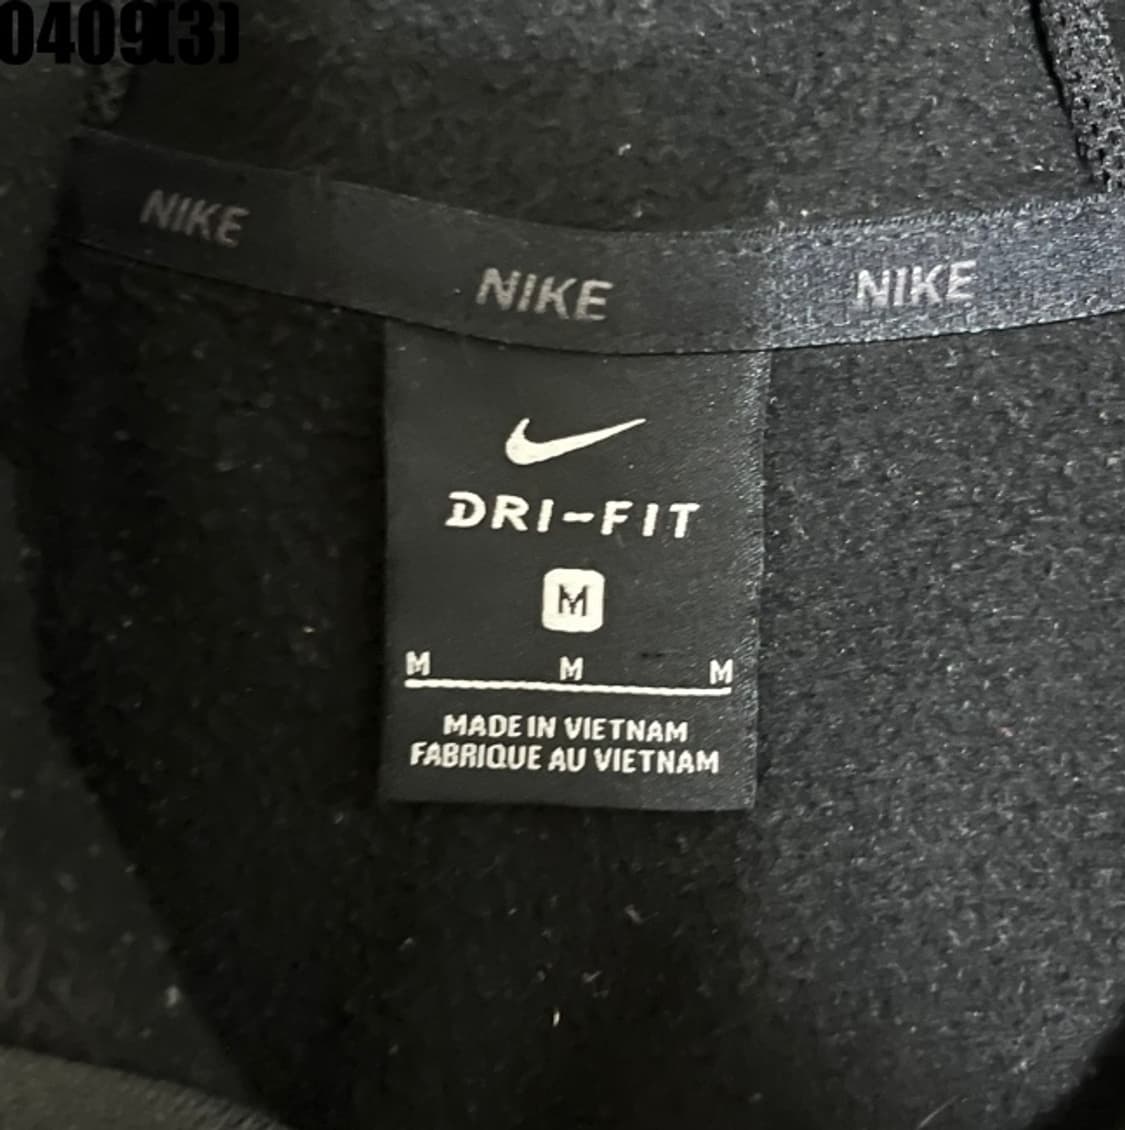 0409(3)
NIKE NIKE NIKE
DRI-FIT
M
M M M
MADE IN VIETNAM
FABRIQUE AU VIETNAM